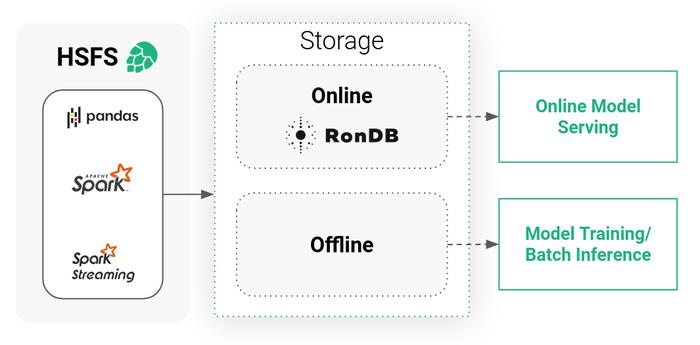 HSFS
pandas
APACHE
Spark
Spark
Streaming
Storage
Online
RonDB
Offline
Online Model
Serving
Model Training/
Batch Inference